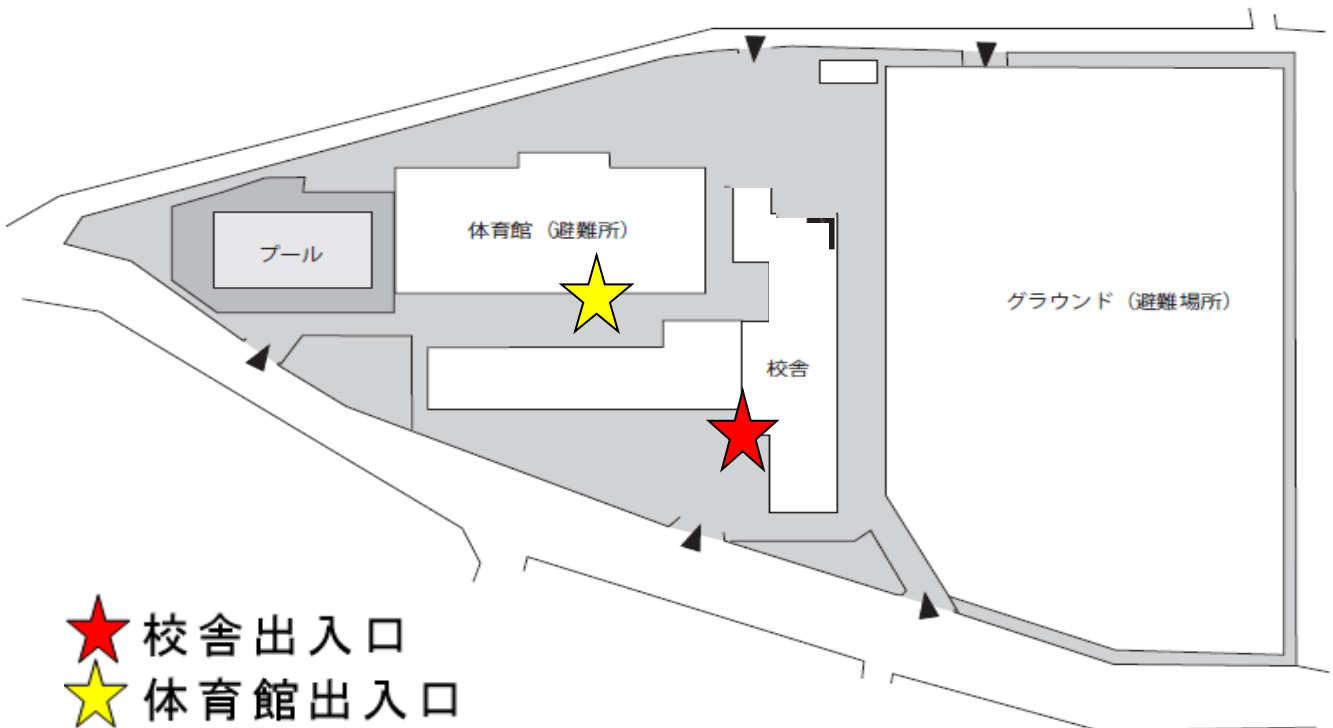 体育館（避難所）
プール
グラウンド（避難場所）
校舎
校舎出入口
体育館出入口